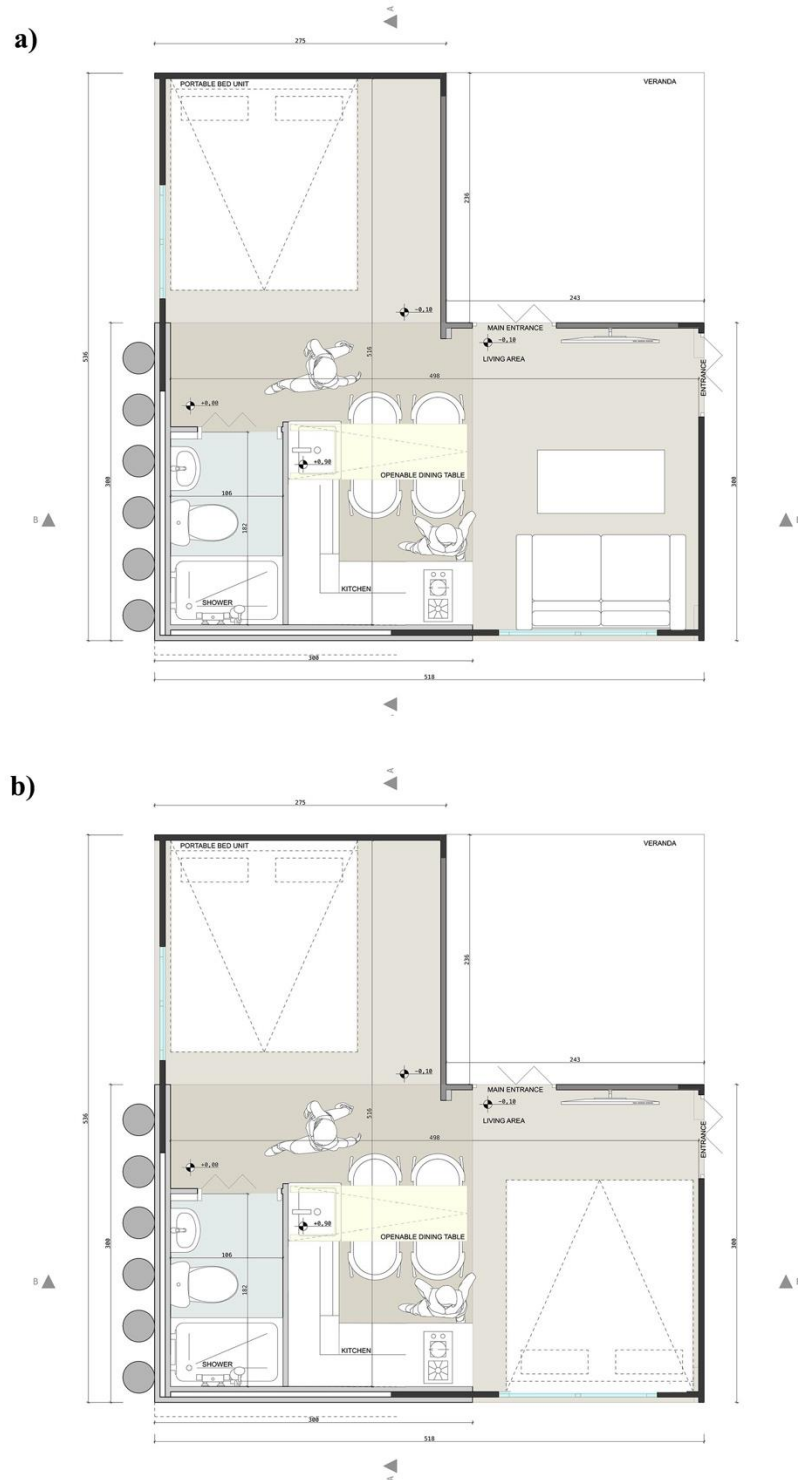 a)
A
275
PORTABLE BED UNIT
VERANDA
236
536
243
-0,10
MAIN ENTRANCE
-0,10
LIVING AREA
516
498
ENTRANCE
+0,00
+0,90
OPENABLE DINING TABLE
106
182
300
300
B
KITCHEN
SHOWER
300
518
b)
A
275
PORTABLE BED UNIT
VERANDA
236
536
243
-0,10
MAIN ENTRANCE
-0,10
LIVING AREA
516
498
ENTRANCE
+0,00
+0,90
OPENABLE DINING TABLE
106
182
300
300
B
KITCHEN
SHOWER
300
518
A